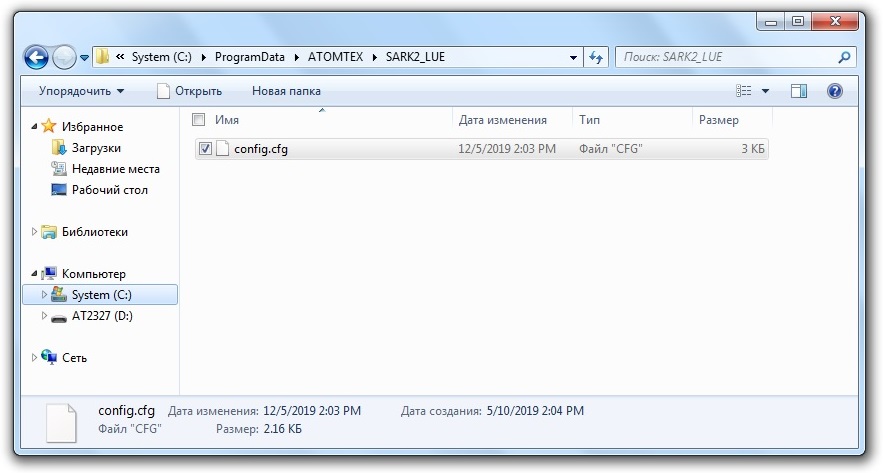 « System (C:) ProgramData ATOMTEX SARK2_LUE Поиск: SARK2_LUE
Упорядочить Открыть Новая папка
Имя Дата изменения Тип Размер
config.cfg 12/5/2019 2:03 PM Файл "CFG" 3 КБ
Избранное
Загрузки
Недавние места
Рабочий стол
Библиотеки
Компьютер
System (C:)
AT2327 (D:)
Сеть
config.cfg Дата изменения: 12/5/2019 2:03 PM Дата создания: 5/10/2019 2:04 PM
Файл "CFG" Размер: 2.16 КБ